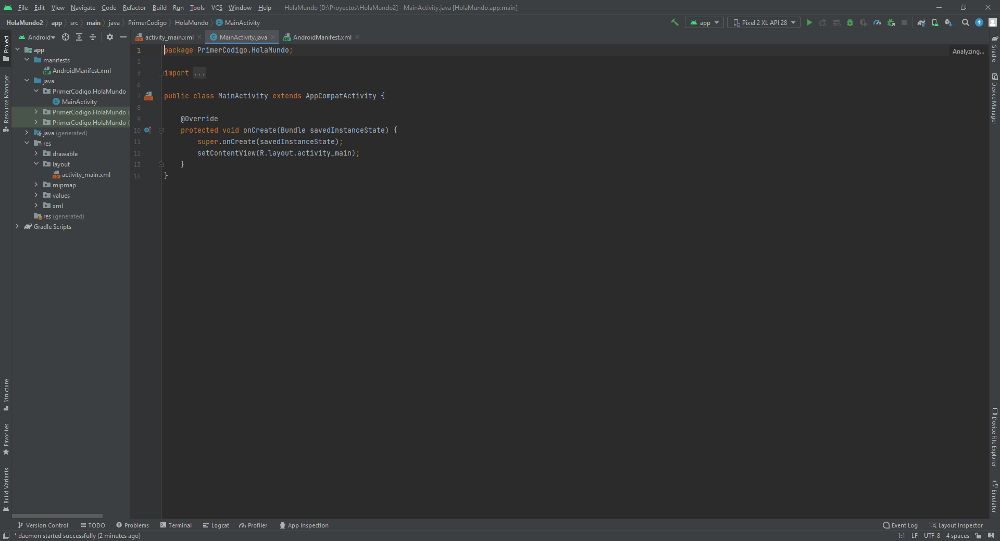 File Edit View Navigate Code Refactor Build Run Tools VCS Window Help HolaMundo [D:\Proyectos\HolaMundo2] - MainActivity.java [HolaMundo.app.main]
HolaMundo2 app src main java PrimerCodigo HolaMundo MainActivity app Pixel 2 XL API 28
Android activity_main.xml MainActivity.java AndroidManifest.xml
Project
Resource Manager
Structure
Favorites
Build Variants
app
manifests
AndroidManifest.xml
java
PrimerCodigo.HolaMundo
MainActivity
PrimerCodigo.HolaMundo (
PrimerCodigo.HolaMundo (
java (generated)
res
drawable
layout
activity_main.xml
mipmap
values
xml
res (generated)
Gradle Scripts
1 package PrimerCodigo.HolaMundo;
2
3 import ...
6
7 public class MainActivity extends AppCompatActivity {
8
9 @Override
10 protected void onCreate(Bundle savedInstanceState) {
11 super.onCreate(savedInstanceState);
12 setContentView(R.layout.activity_main);
13 }
14 }
Analyzing...
Gradle
Device Manager
Device File Explorer
Emulator
Version Control TODO Problems Terminal Logcat Profiler App Inspection Event Log Layout Inspector
* daemon started successfully (2 minutes ago) 1:1 LF UTF-8 4 spaces